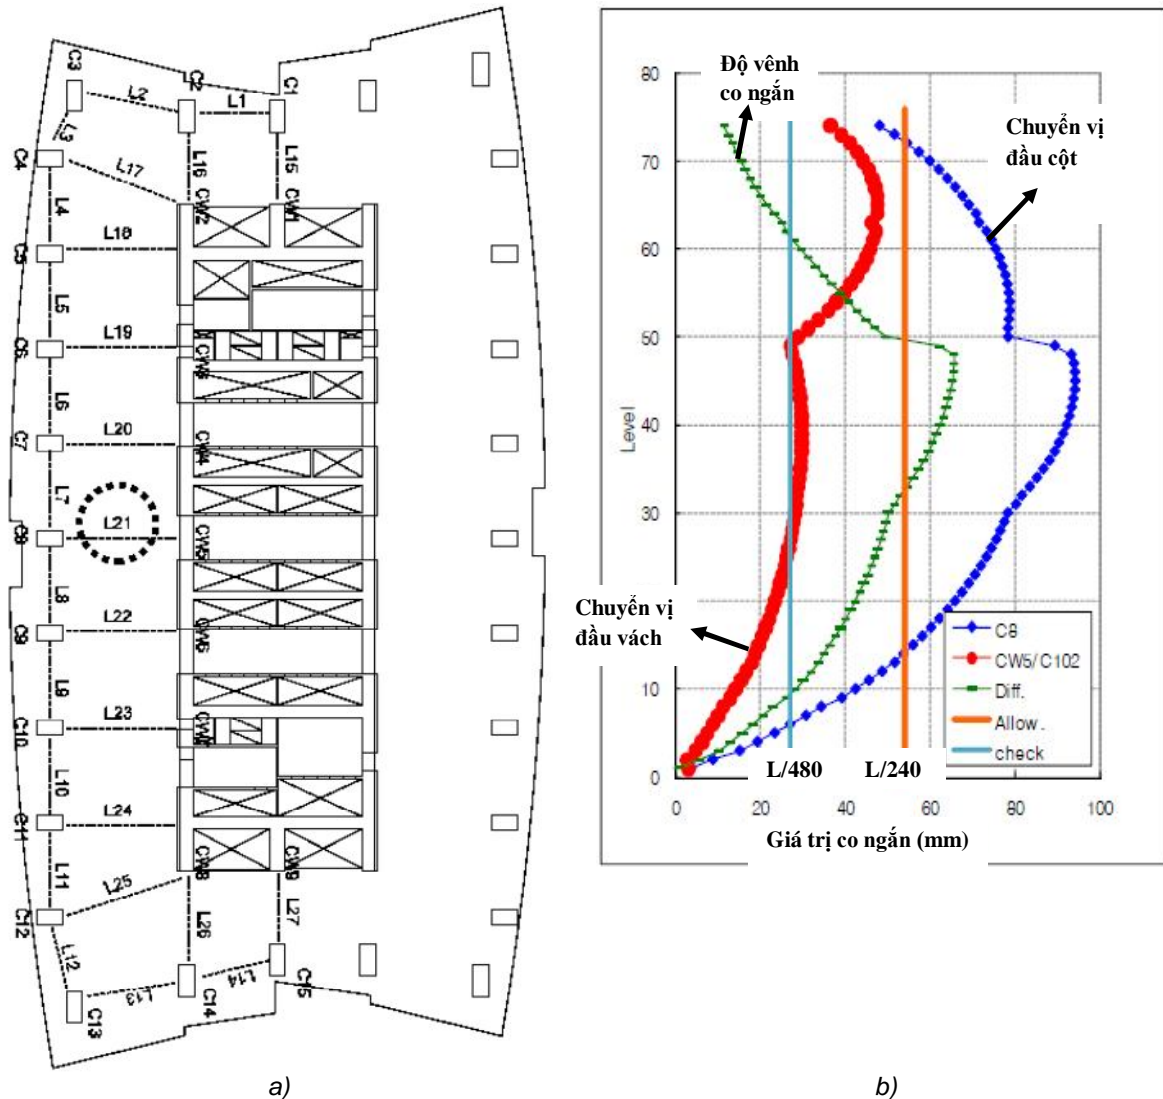 C3
C2
C1
L2
L1
L3
C4
L17
L16
L15
L4
CW2
CW1
L18
C5
L5
L19
C6
CW3
L6
L20
C7
CW4
L7
L21
C8
CW5
L8
L22
C9
CW6
L9
L23
C10
L10
L24
C11
CW8
CW9
L11
L25
C12
L26
L27
L12
L13
L14
C13
C14
C15
a)
80
70
60
50
40
30
20
10
0
Level
Độ vênh
co ngắn
Chuyển vị
đầu cột
Chuyển vị
đầu vách
C8
CW5/C102
Diff.
Allow.
check
L/480
L/240
0
20
40
60
80
100
Giá trị co ngắn (mm)
b)